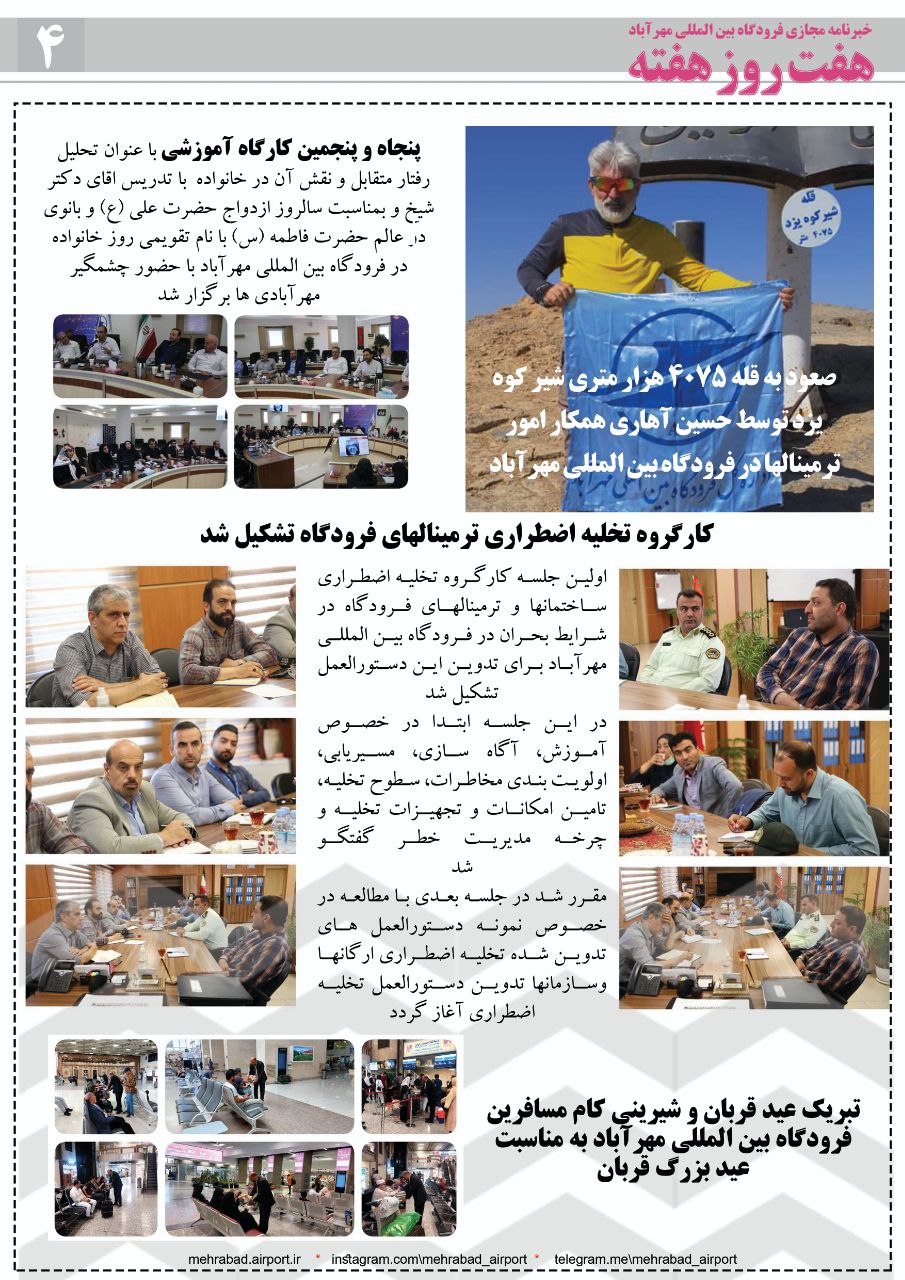 خبرنامه مجازی فرودگاه بین المللی مهرآباد
هفت روز هفته
۴
قله
شیرکوه یزد
۴۰۷۵ متر
صعود به قله ۴۰۷۵ هزار متری شیر کوه
یزد توسط حسین آهاری همکار امور
ترمینالها در فرودگاه بین المللی مهرآباد
پنجاه و پنجمین کارگاه آموزشی با عنوان تحلیل
رفتار متقابل و نقش آن در خانواده با تدریس اقای دکتر
شیخ و بمناسبت سالروز ازدواج حضرت علی (ع) و بانوی
عالم حضرت فاطمه (س) با نام تقویمی روز خانواده
در فرودگاه بین المللی مهرآباد با حضور چشمگیر
مهرآبادی ها برگزار شد
کارگروه تخلیه اضطراری ترمینالهای فرودگاه تشکیل شد
اولین جلسه کارگروه تخلیه اضطراری
ساختمانها و ترمینالهای فرودگاه در
شرایط بحران در فرودگاه بین المللی
مهرآباد برای تدوین این دستورالعمل
تشکیل شد
در این جلسه ابتدا در خصوص
آموزش، آگاه سازی، مسیریابی،
اولویت بندی مخاطرات، سطوح تخلیه،
تامین امکانات و تجهیزات تخلیه و
چرخه مدیریت خطر گفتگو
شد
مقرر شد در جلسه بعدی با مطالعه در
خصوص نمونه دستورالعمل های
تدوین شده تخلیه اضطراری ارگانها
وسازمانها تدوین دستورالعمل تخلیه
اضطراری آغاز گردد
تبریک عید قربان و شیرینی کام مسافرین
فرودگاه بین المللی مهرآباد به مناسبت
عید بزرگ قربان
mehrabad.airport.ir * instagram.com\mehrabad_airport * telegram.me\mehrabad_airport